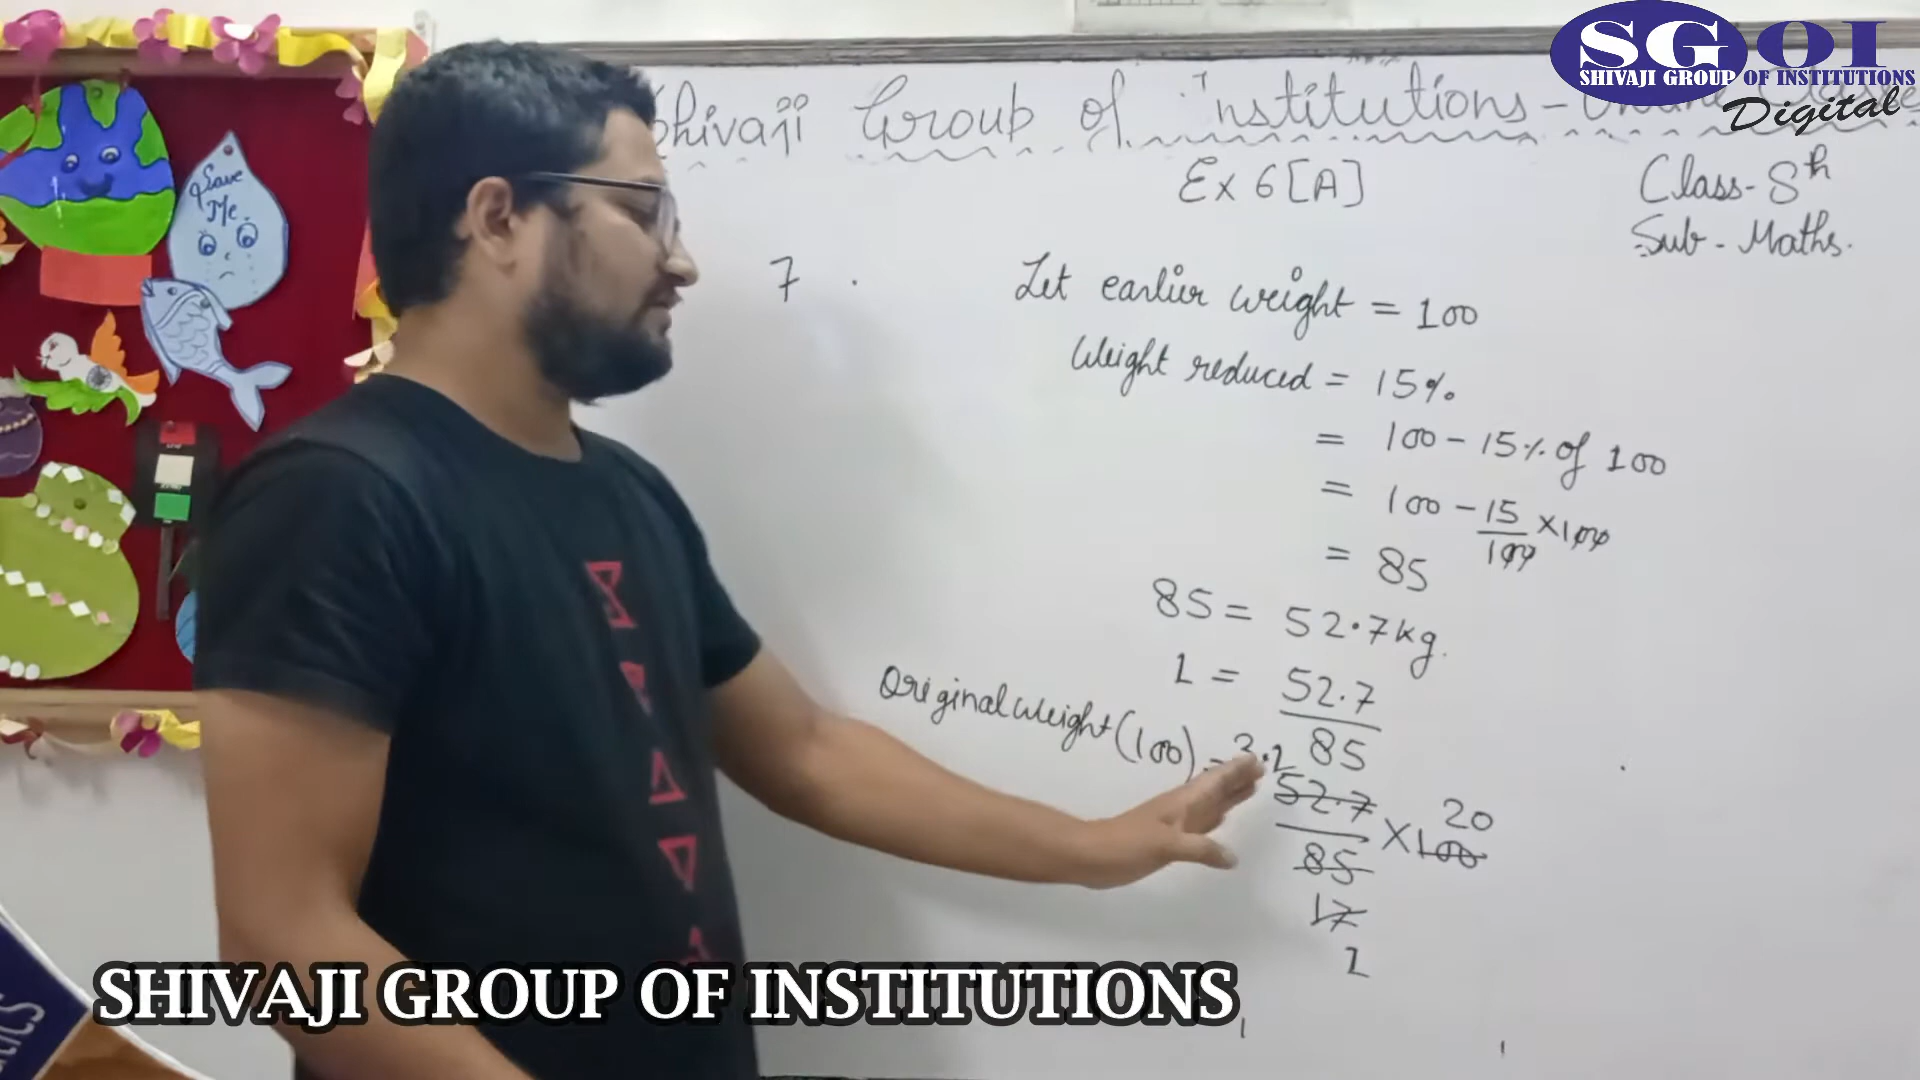 SGOI
SHIVAJI GROUP OF INSTITUTIONS
Digital
Shivaji Group of Institutions -
Ex 6[A]
Class - 8th
Sub - Maths.
Save Me
7 .
Let earlier weight = 100
Weight reduced = 15%
= 100 - 15% of 100
= 100 - 15/100 × 100
= 85
85 = 52.7 kg.
1 = 52.7/85
Original Weight (100) =
52.7/85 × 100
20
17
1
SHIVAJI GROUP OF INSTITUTIONS